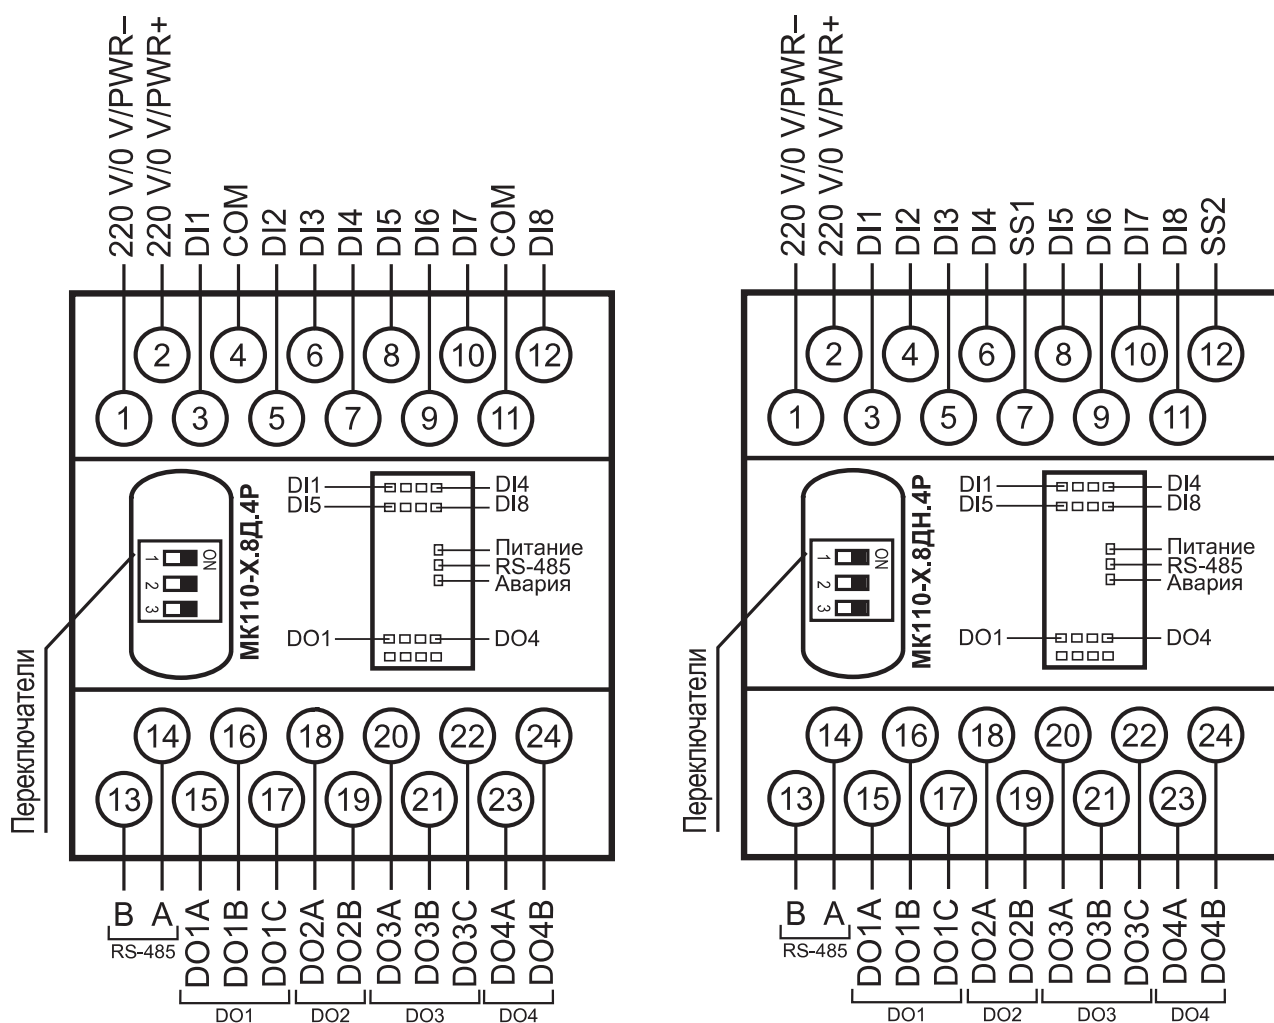 220 V/0 V/PWR–
220 V/0 V/PWR+
DI1
COM
DI2
DI3
DI4
DI5
DI6
DI7
COM
DI8
2
4
6
8
10
12
1
3
5
7
9
11
DI1
DI4
DI5
DI8
Питание
RS-485
Авария
DO1
DO4
ON
1
2
3
МК110-Х.8Д.4Р
Переключатели
14
16
18
20
22
24
13
15
17
19
21
23
B
A
RS-485
DO1A
DO1B
DO1C
DO2A
DO2B
DO3A
DO3B
DO3C
DO4A
DO4B
DO1
DO2
DO3
DO4
220 V/0 V/PWR–
220 V/0 V/PWR+
DI1
DI2
DI3
DI4
SS1
DI5
DI6
DI7
DI8
SS2
2
4
6
8
10
12
1
3
5
7
9
11
DI1
DI4
DI5
DI8
Питание
RS-485
Авария
DO1
DO4
ON
1
2
3
МК110-Х.8ДН.4Р
Переключатели
14
16
18
20
22
24
13
15
17
19
21
23
B
A
RS-485
DO1A
DO1B
DO1C
DO2A
DO2B
DO3A
DO3B
DO3C
DO4A
DO4B
DO1
DO2
DO3
DO4